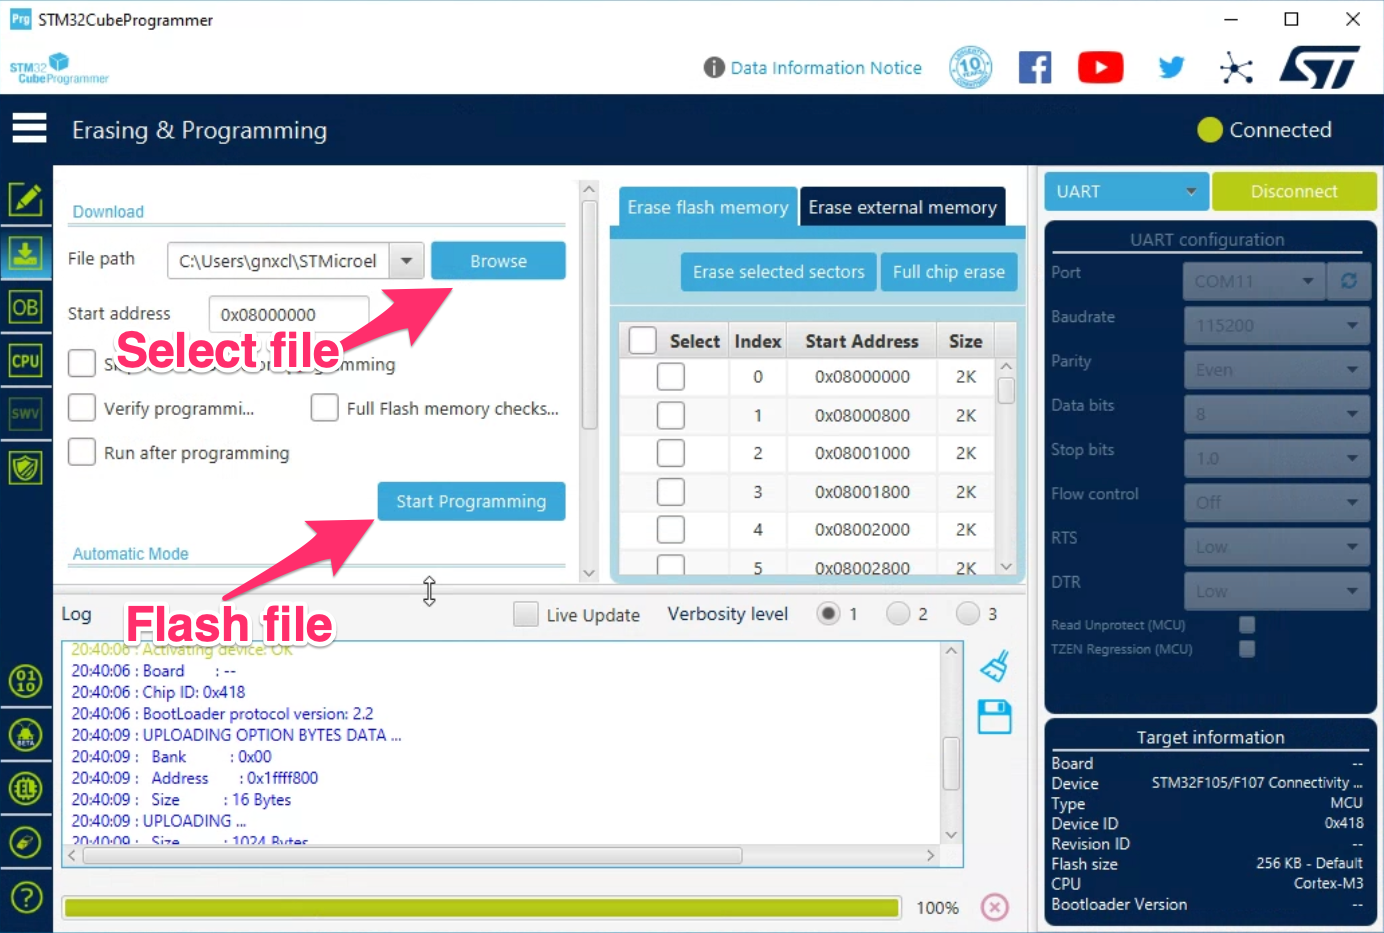 Prg STM32CubeProgrammer
STM32
CubeProgrammer
Data Information Notice
10
Erasing & Programming
Connected
Download
File path
C:\Users\gnxcl\STMicroel
Browse
Start address
0x08000000
Select file
programming
Verify programmi...
Full Flash memory checks...
Run after programming
Start Programming
Automatic Mode
Flash file
OB
CPU
SWV
Erase flash memory
Erase external memory
Erase selected sectors
Full chip erase
Select Index Start Address Size
0 0x08000000 2K
1 0x08000800 2K
2 0x08001000 2K
3 0x08001800 2K
4 0x08002000 2K
5 0x08002800 2K
UART
Disconnect
UART configuration
Port COM11
Baudrate 115200
Parity Even
Data bits 8
Stop bits 1.0
Flow control Off
RTS Low
DTR Low
Read Unprotect (MCU)
TZEN Regression (MCU)
Log
Live Update
Verbosity level 1 2 3
20:40:06 : Activating device: OK
20:40:06 : Board : --
20:40:06 : Chip ID: 0x418
20:40:06 : BootLoader protocol version: 2.2
20:40:09 : UPLOADING OPTION BYTES DATA ...
20:40:09 : Bank : 0x00
20:40:09 : Address : 0x1ffff800
20:40:09 : Size : 16 Bytes
20:40:09 : UPLOADING ...
20:40:09 : Size : 1024 Bytes
100%
Target information
Board --
Device STM32F105/F107 Connectivity ...
Type MCU
Device ID 0x418
Revision ID --
Flash size 256 KB - Default
CPU Cortex-M3
Bootloader Version --